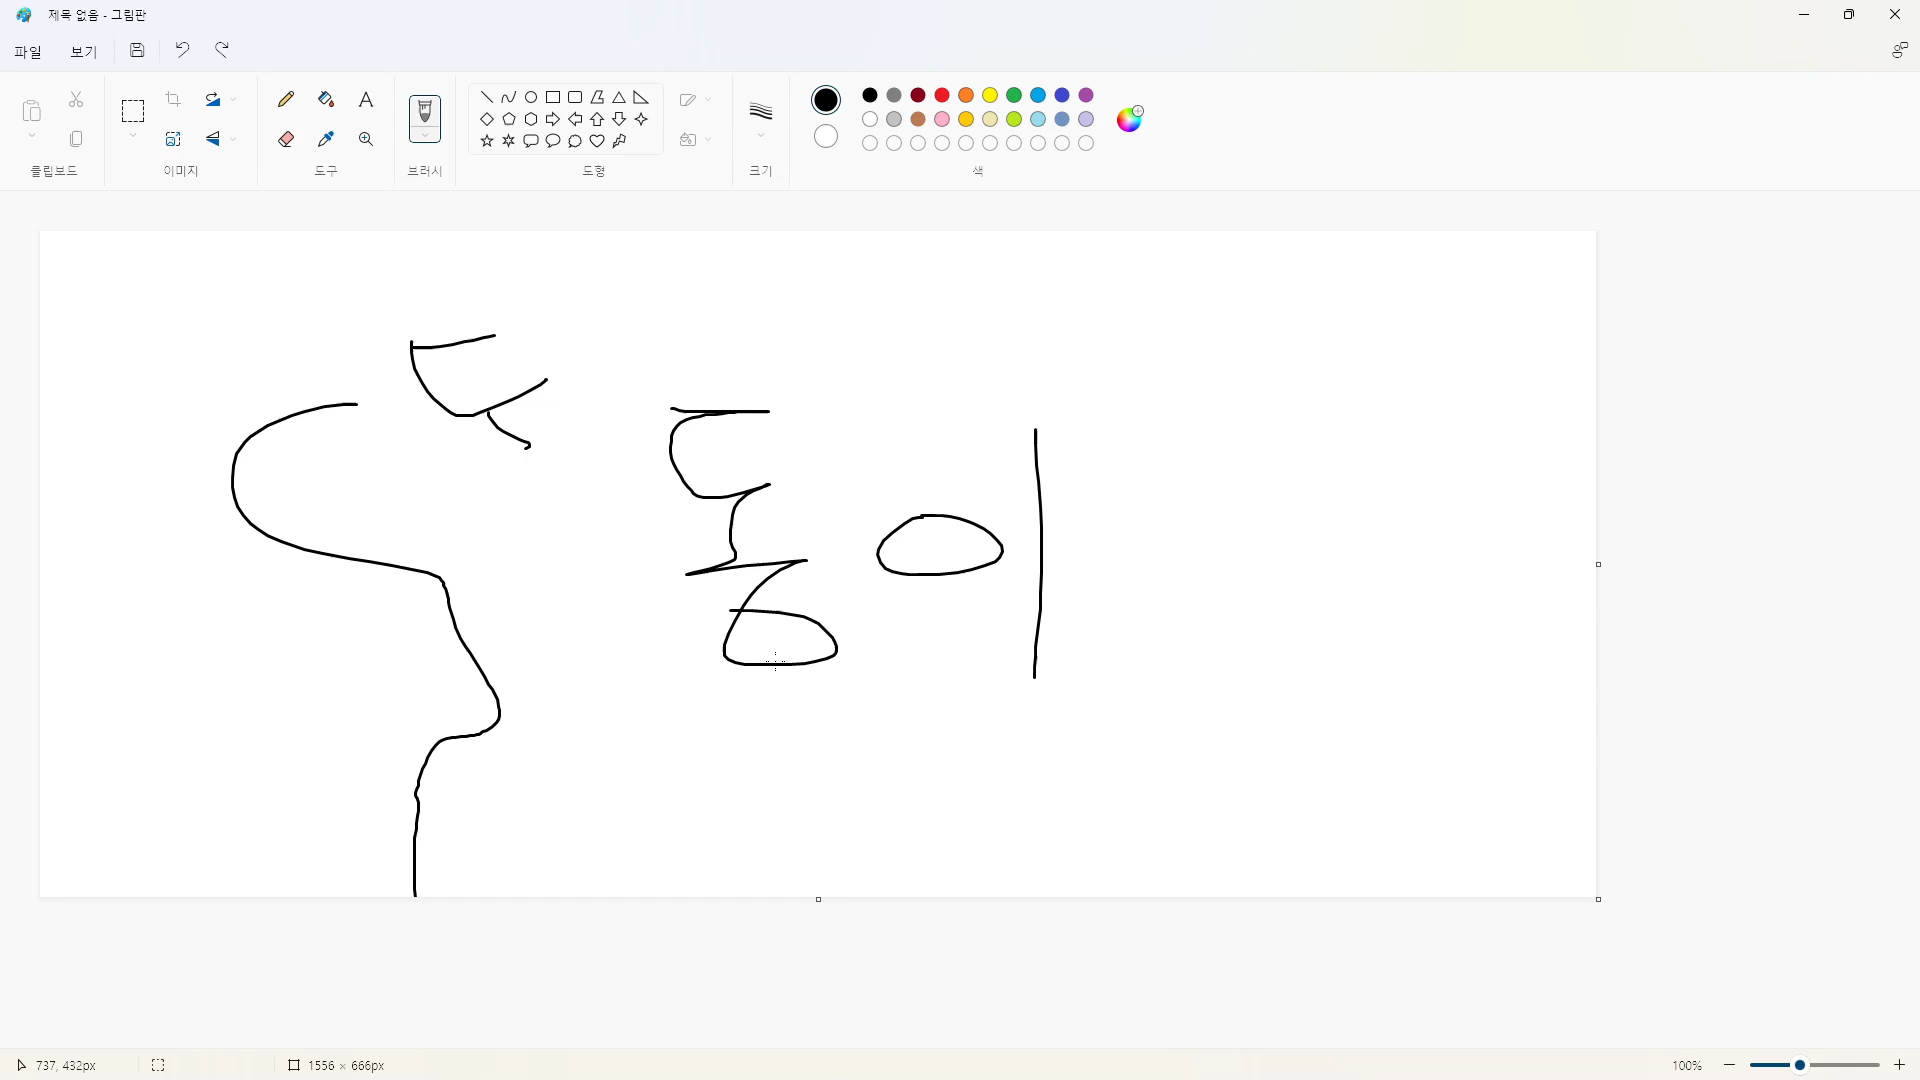 제목 없음 - 그림판
파일 보기
클립보드 이미지 도구 브러시 도형 크기 색
동이
737, 432px 1556 × 666px 100%